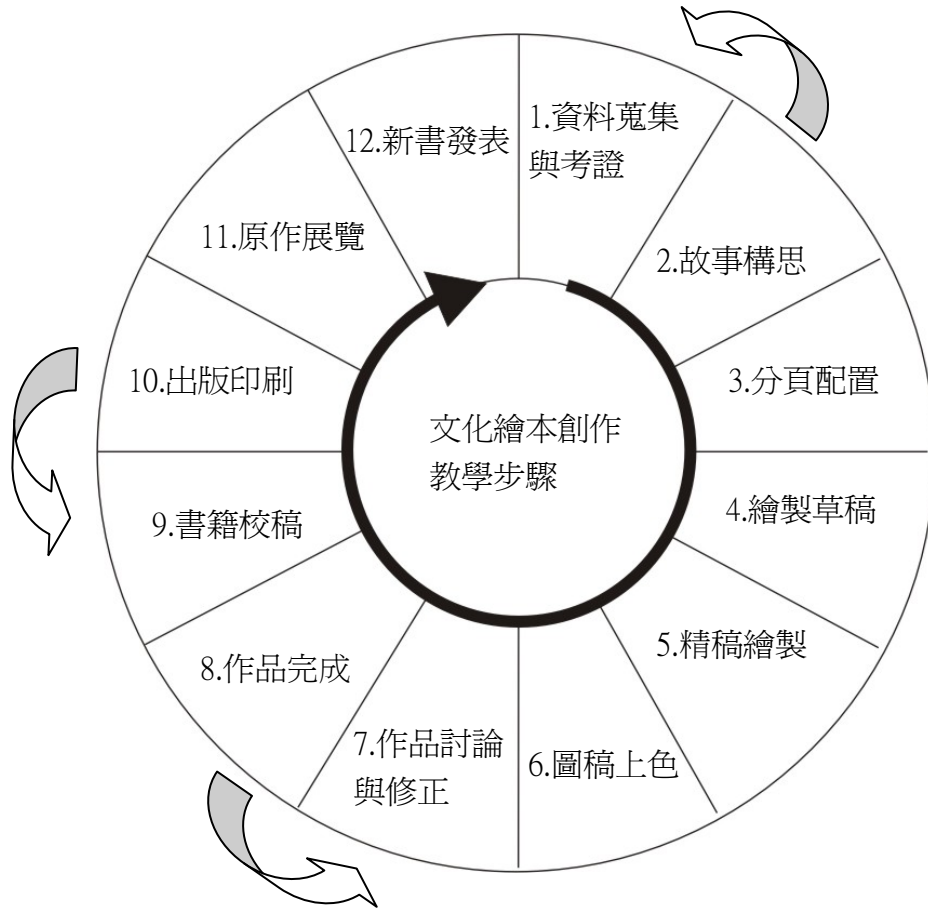 1.資料蒐集
與考證
2.故事構思
3.分頁配置
4.繪製草稿
5.精稿繪製
6.圖稿上色
7.作品討論
與修正
8.作品完成
9.書籍校稿
10.出版印刷
11.原作展覽
12.新書發表
文化繪本創作
教學步驟